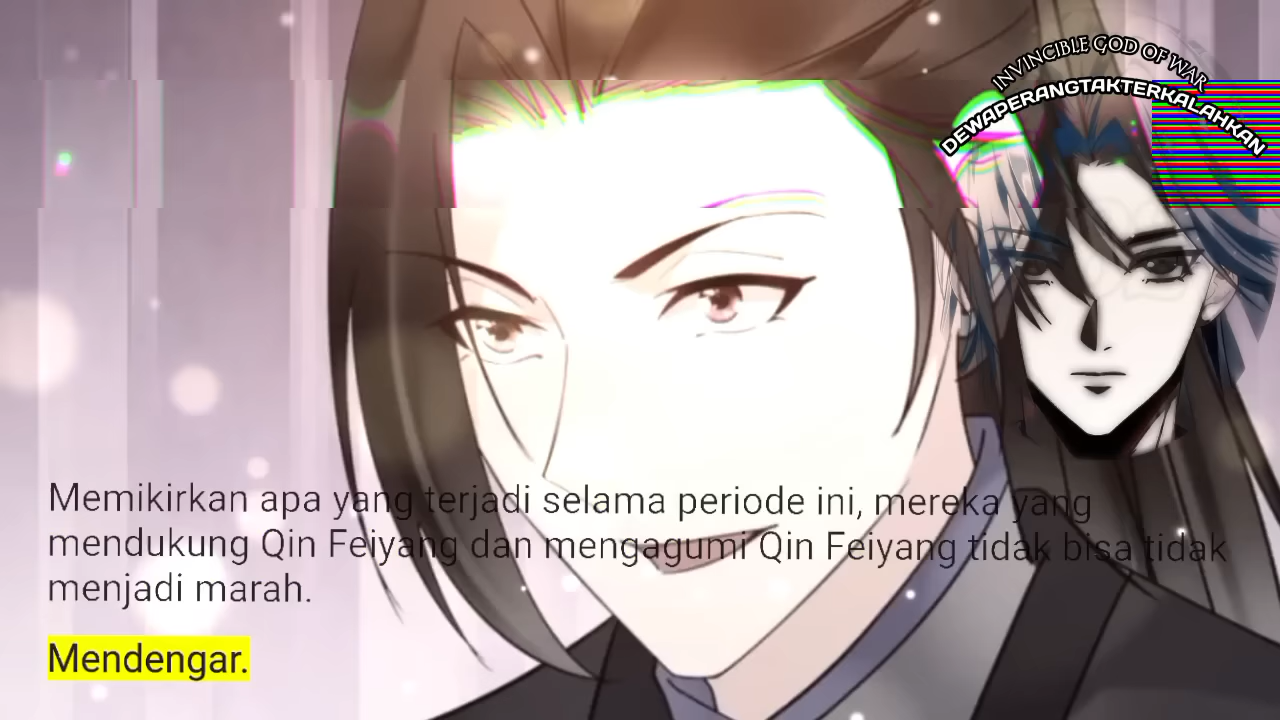 INVINCIBLE GOD OF WAR
DEWAPERANGTAKTERKALAHKAN
Memikirkan apa yang terjadi selama periode ini, mereka yang
mendukung Qin Feiyang dan mengagumi Qin Feiyang tidak bisa tidak
menjadi marah.
Mendengar.